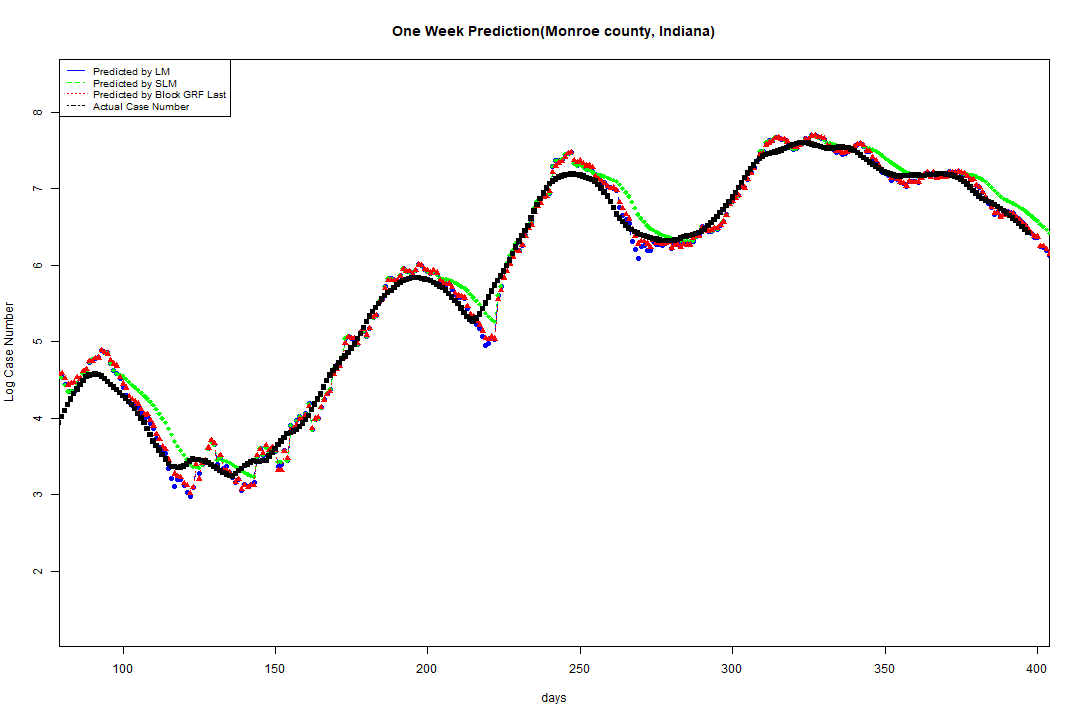 One Week Prediction(Monroe county, Indiana)
Predicted by LM
Predicted by SLM
Predicted by Block GRF Last
Actual Case Number
Log Case Number
8
7
6
5
4
3
2
100 150 200 250 300 350 400
days